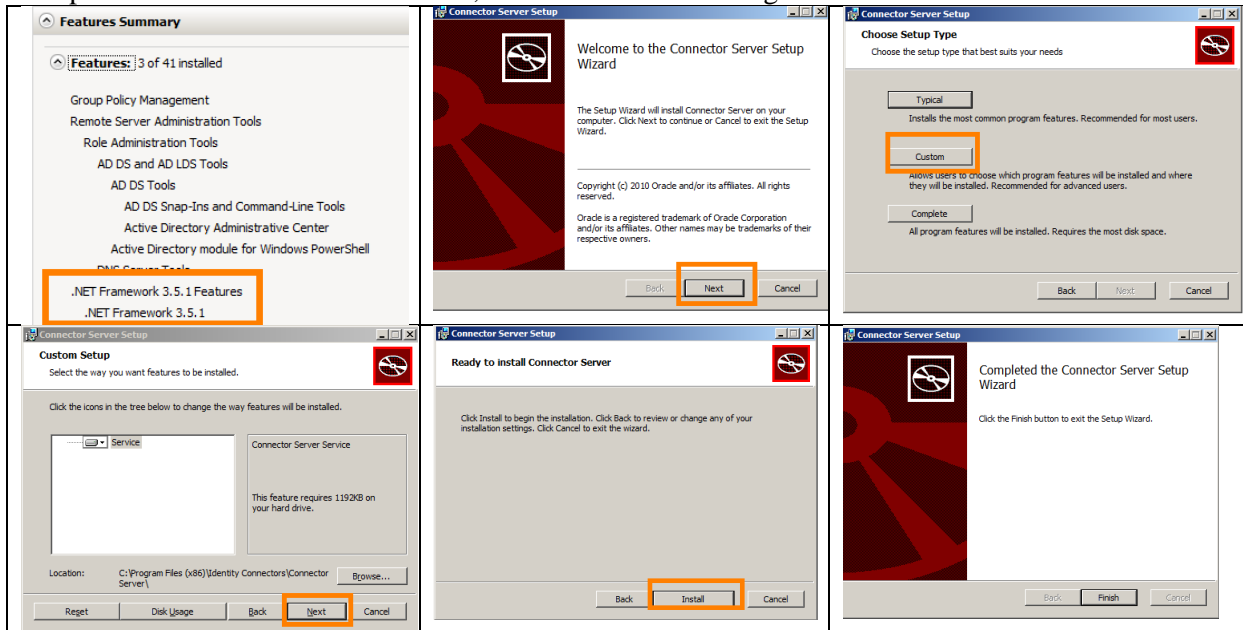 Features Summary
Features: 3 of 41 installed
Group Policy Management
Remote Server Administration Tools
Role Administration Tools
AD DS and AD LDS Tools
AD DS Tools
AD DS Snap-Ins and Command-Line Tools
Active Directory Administrative Center
Active Directory module for Windows PowerShell
.NET Framework 3.5.1 Features
.NET Framework 3.5.1
Connector Server Setup
Welcome to the Connector Server Setup
Wizard
The Setup Wizard will install Connector Server on your
computer. Click Next to continue or Cancel to exit the Setup
Wizard.
Copyright (c) 2010 Oracle and/or its affiliates. All rights
reserved.
Oracle is a registered trademark of Oracle Corporation
and/or its affiliates. Other names may be trademarks of their
respective owners.
Back Next Cancel
Connector Server Setup
Choose Setup Type
Choose the setup type that best suits your needs
Typical
Installs the most common program features. Recommended for most users.
Custom
Allows users to choose which program features will be installed and where
they will be installed. Recommended for advanced users.
Complete
All program features will be installed. Requires the most disk space.
Back Next Cancel
Connector Server Setup
Custom Setup
Select the way you want features to be installed.
Click the icons in the tree below to change the way features will be installed.
Service
Connector Server Service
This feature requires 1192KB on
your hard drive.
Location: C:\Program Files (x86)\Identity Connectors\Connector
Server\
Browse...
Reset Disk Usage Back Next Cancel
Connector Server Setup
Ready to install Connector Server
Click Install to begin the installation. Click Back to review or change any of your
installation settings. Click Cancel to exit the wizard.
Back Install Cancel
Connector Server Setup
Completed the Connector Server Setup
Wizard
Click the Finish button to exit the Setup Wizard.
Back Finish Cancel